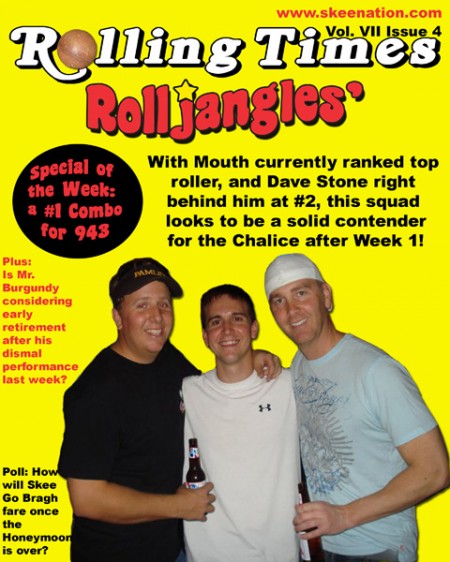 www.skeenation.com
Vol. VII Issue 4
Rolling Times
Rolljangles'
Special of
the Week:
a #1 Combo
for 943
With Mouth currently ranked top
roller, and Dave Stone right
behind him at #2, this squad
looks to be a solid contender
for the Chalice after Week 1!
Plus:
Is Mr.
Burgundy
considering
early
retirement
after his
dismal
performance
last week?
Poll: How
will Skee
Go Bragh
fare once
the
Honeymoon
is over?